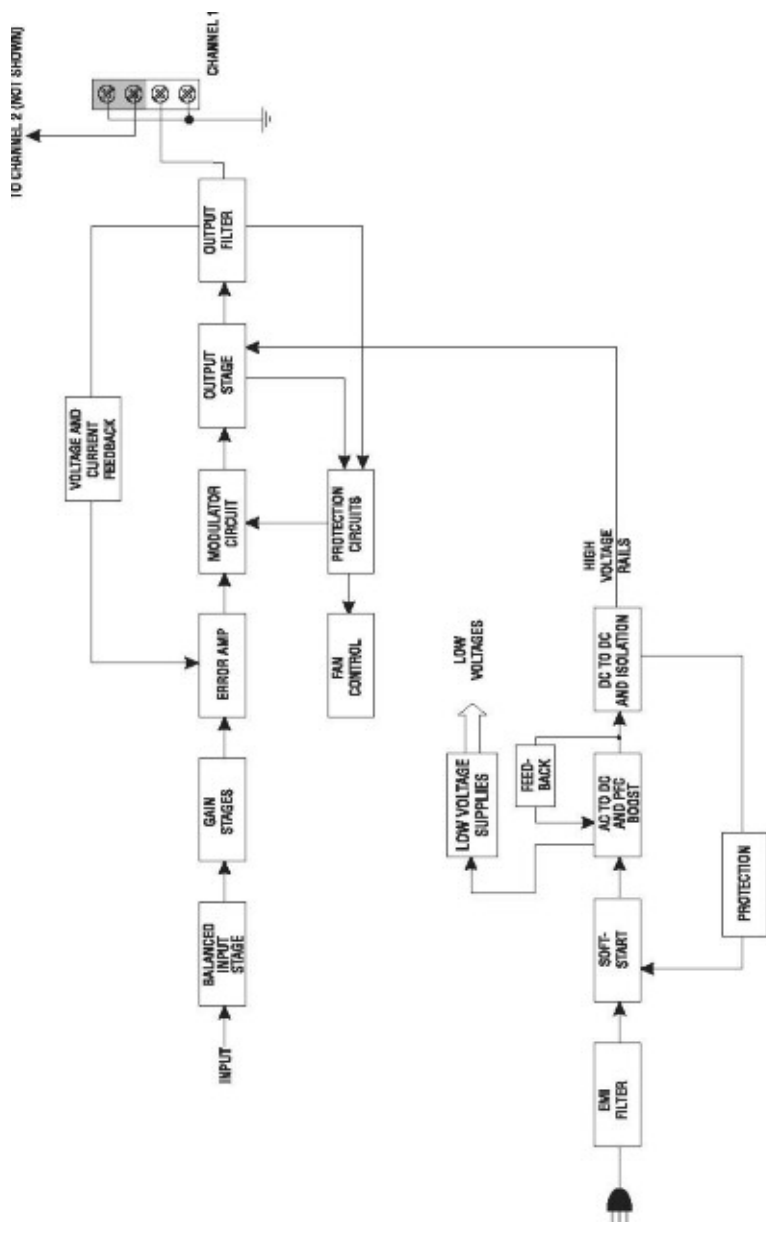 TO CHANNEL 2 (NOT SHOWN)
CHANNEL 1
VOLTAGE AND
CURRENT
FEEDBACK
INPUT
BALANCED
INPUT
STAGE
GAIN
STAGES
ERROR AMP
MODULATOR
CIRCUIT
OUTPUT
STAGE
OUTPUT
FILTER
FAN
CONTROL
PROTECTION
CIRCUITS
LOW VOLTAGE
SUPPLIES
LOW
VOLTAGES
FEED-
BACK
EMI
FILTER
SOFT-
START
AC TO DC
AND PFC
BOOST
DC TO DC
AND ISOLATION
HIGH
VOLTAGE
RAILS
PROTECTION